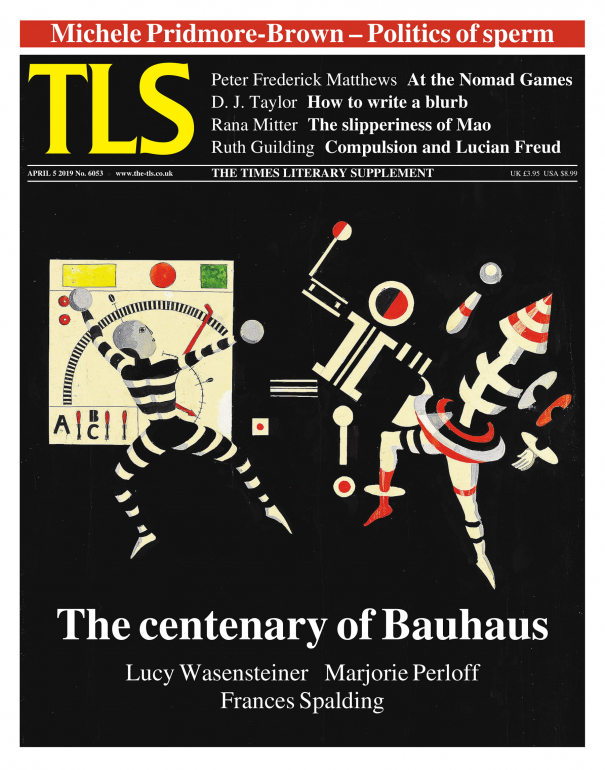 Michele Pridmore-Brown – Politics of sperm
TLS
Peter Frederick Matthews At the Nomad Games
D. J. Taylor How to write a blurb
Rana Mitter The slipperiness of Mao
Ruth Guilding Compulsion and Lucian Freud
APRIL 5 2019 No. 6053 www.the-tls.co.uk THE TIMES LITERARY SUPPLEMENT UK £3.95 USA $8.99
A B C
The centenary of Bauhaus
Lucy Wasensteiner Marjorie Perloff
Frances Spalding